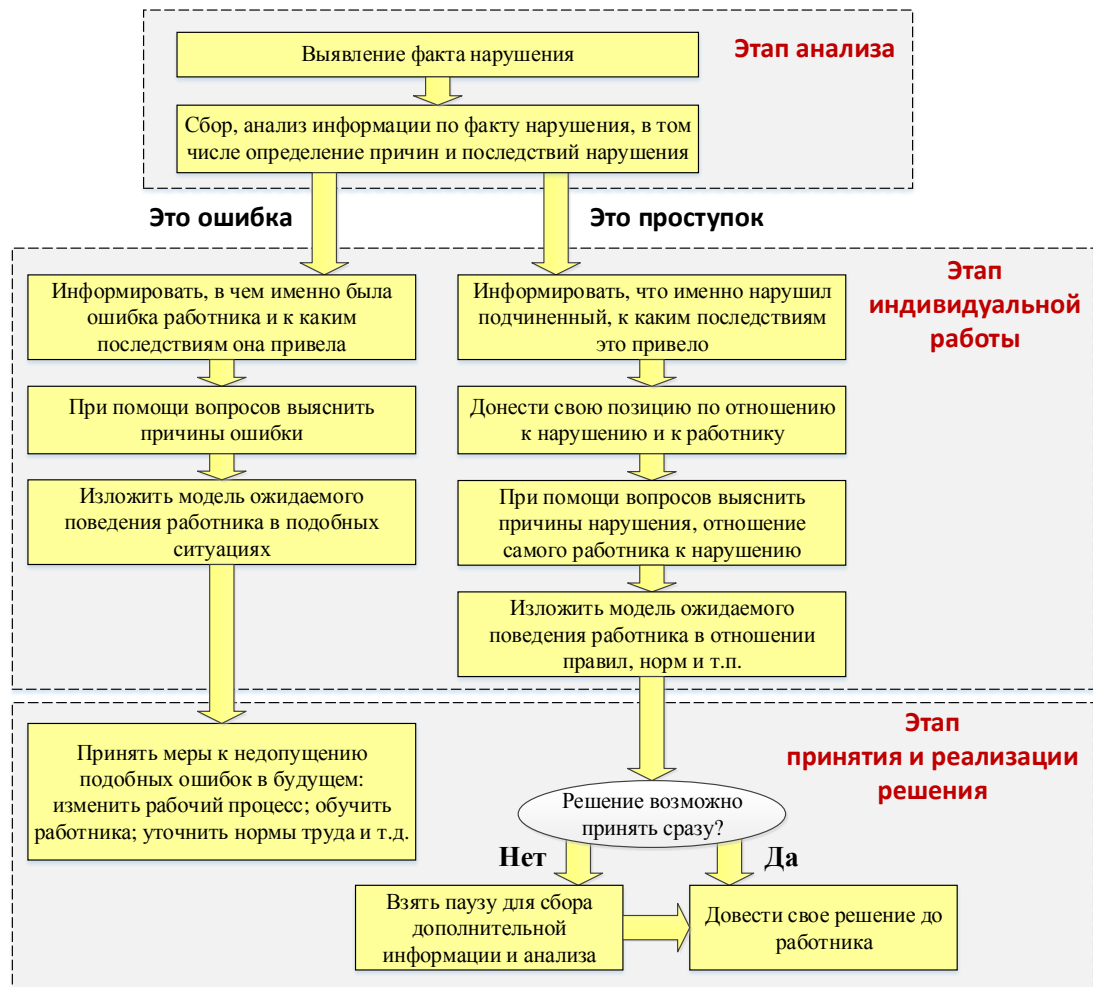 Этап анализа
Выявление факта нарушения
Сбор, анализ информации по факту нарушения, в том
числе определение причин и последствий нарушения
Это ошибка
Это проступок
Этап
индивидуальной
работы
Информировать, в чем именно была
ошибка работника и к каким
последствиям она привела
При помощи вопросов выяснить
причины ошибки
Изложить модель ожидаемого
поведения работника в подобных
ситуациях
Информировать, что именно нарушил
подчиненный, к каким последствиям
это привело
Донести свою позицию по отношению
к нарушению и к работнику
При помощи вопросов выяснить
причины нарушения, отношение
самого работника к нарушению
Изложить модель ожидаемого
поведения работника в отношении
правил, норм и т.п.
Этап
принятия и реализации
решения
Принять меры к недопущению
подобных ошибок в будущем:
изменить рабочий процесс; обучить
работника; уточнить нормы труда и т.д.
Решение возможно
принять сразу?
Нет
Да
Взять паузу для сбора
дополнительной
информации и анализа
Довести свое решение до
работника